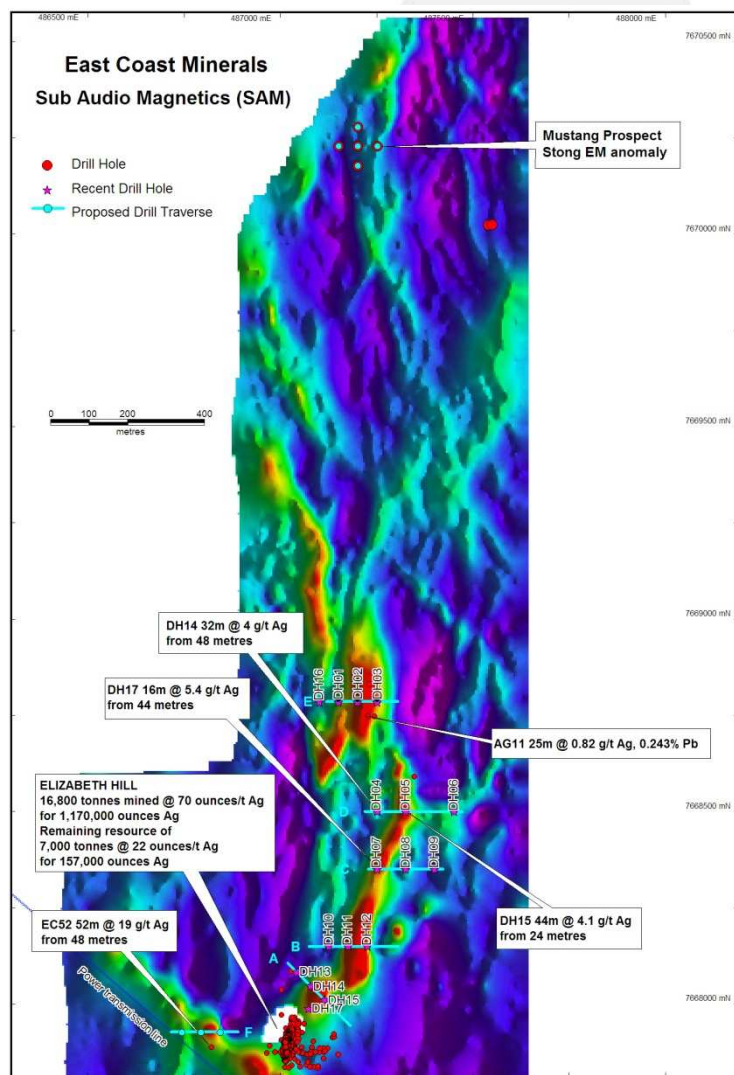 486500 mE
487000 mE
487500 mE
488000 mE
7670500 mN
East Coast Minerals
Sub Audio Magnetics (SAM)
Drill Hole
Recent Drill Hole
Proposed Drill Traverse
Mustang Prospect
Stong EM anomaly
7670000 mN
0 100 200 400
metres
7669500 mN
7669000 mN
DH14 32m @ 4 g/t Ag
from 48 metres
DH17 16m @ 5.4 g/t Ag
from 44 metres
E
DH16
DH01
DH02
DH03
AG11 25m @ 0.82 g/t Ag, 0.243% Pb
ELIZABETH HILL
16,800 tonnes mined @ 70 ounces/t Ag
for 1,170,000 ounces Ag
Remaining resource of
7,000 tonnes @ 22 ounces/t Ag
for 157,000 ounces Ag
D
DH04
DH05
DH06
7668500 mN
C
DH07
DH08
DH09
DH15 44m @ 4.1 g/t Ag
from 24 metres
EC52 52m @ 19 g/t Ag
from 48 metres
B
DH10
DH11
DH12
A
DH13
DH14
DH15
DH17
7668000 mN
Power transmission line
F